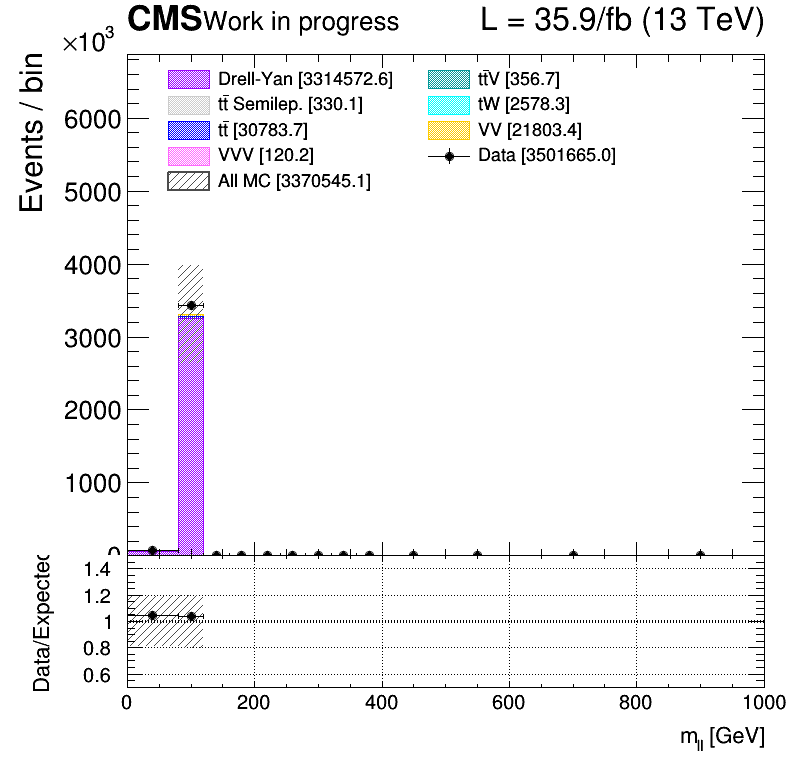 CMS Work in progress L = 35.9/fb (13 TeV)
×10³
Events / bin
Drell-Yan [3314572.6]
tt̄ Semilep. [330.1]
tt̄ [30783.7]
VVV [120.2]
All MC [3370545.1]
tt̄V [356.7]
tW [2578.3]
VV [21803.4]
Data [3501665.0]
6000
5000
4000
3000
2000
1000
0
Data/Expected
1.4
1.2
1
0.8
0.6
0 200 400 600 800 1000
m_ll [GeV]